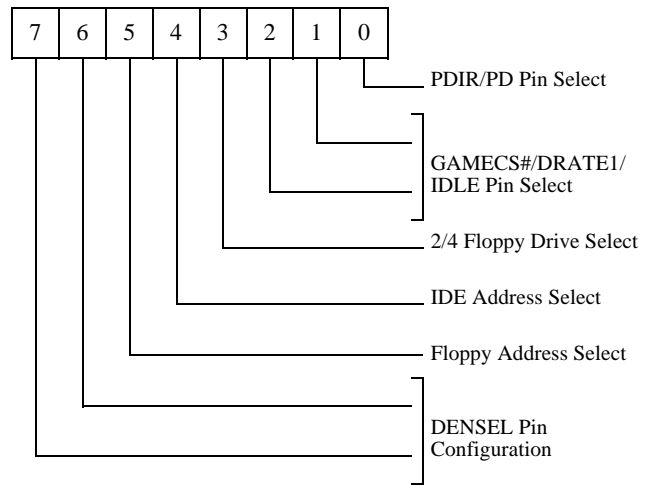 7 6 5 4 3 2 1 0
PDIR/PD Pin Select
GAMECS#/DRATE1/
IDLE Pin Select
2/4 Floppy Drive Select
IDE Address Select
Floppy Address Select
DENSEL Pin
Configuration